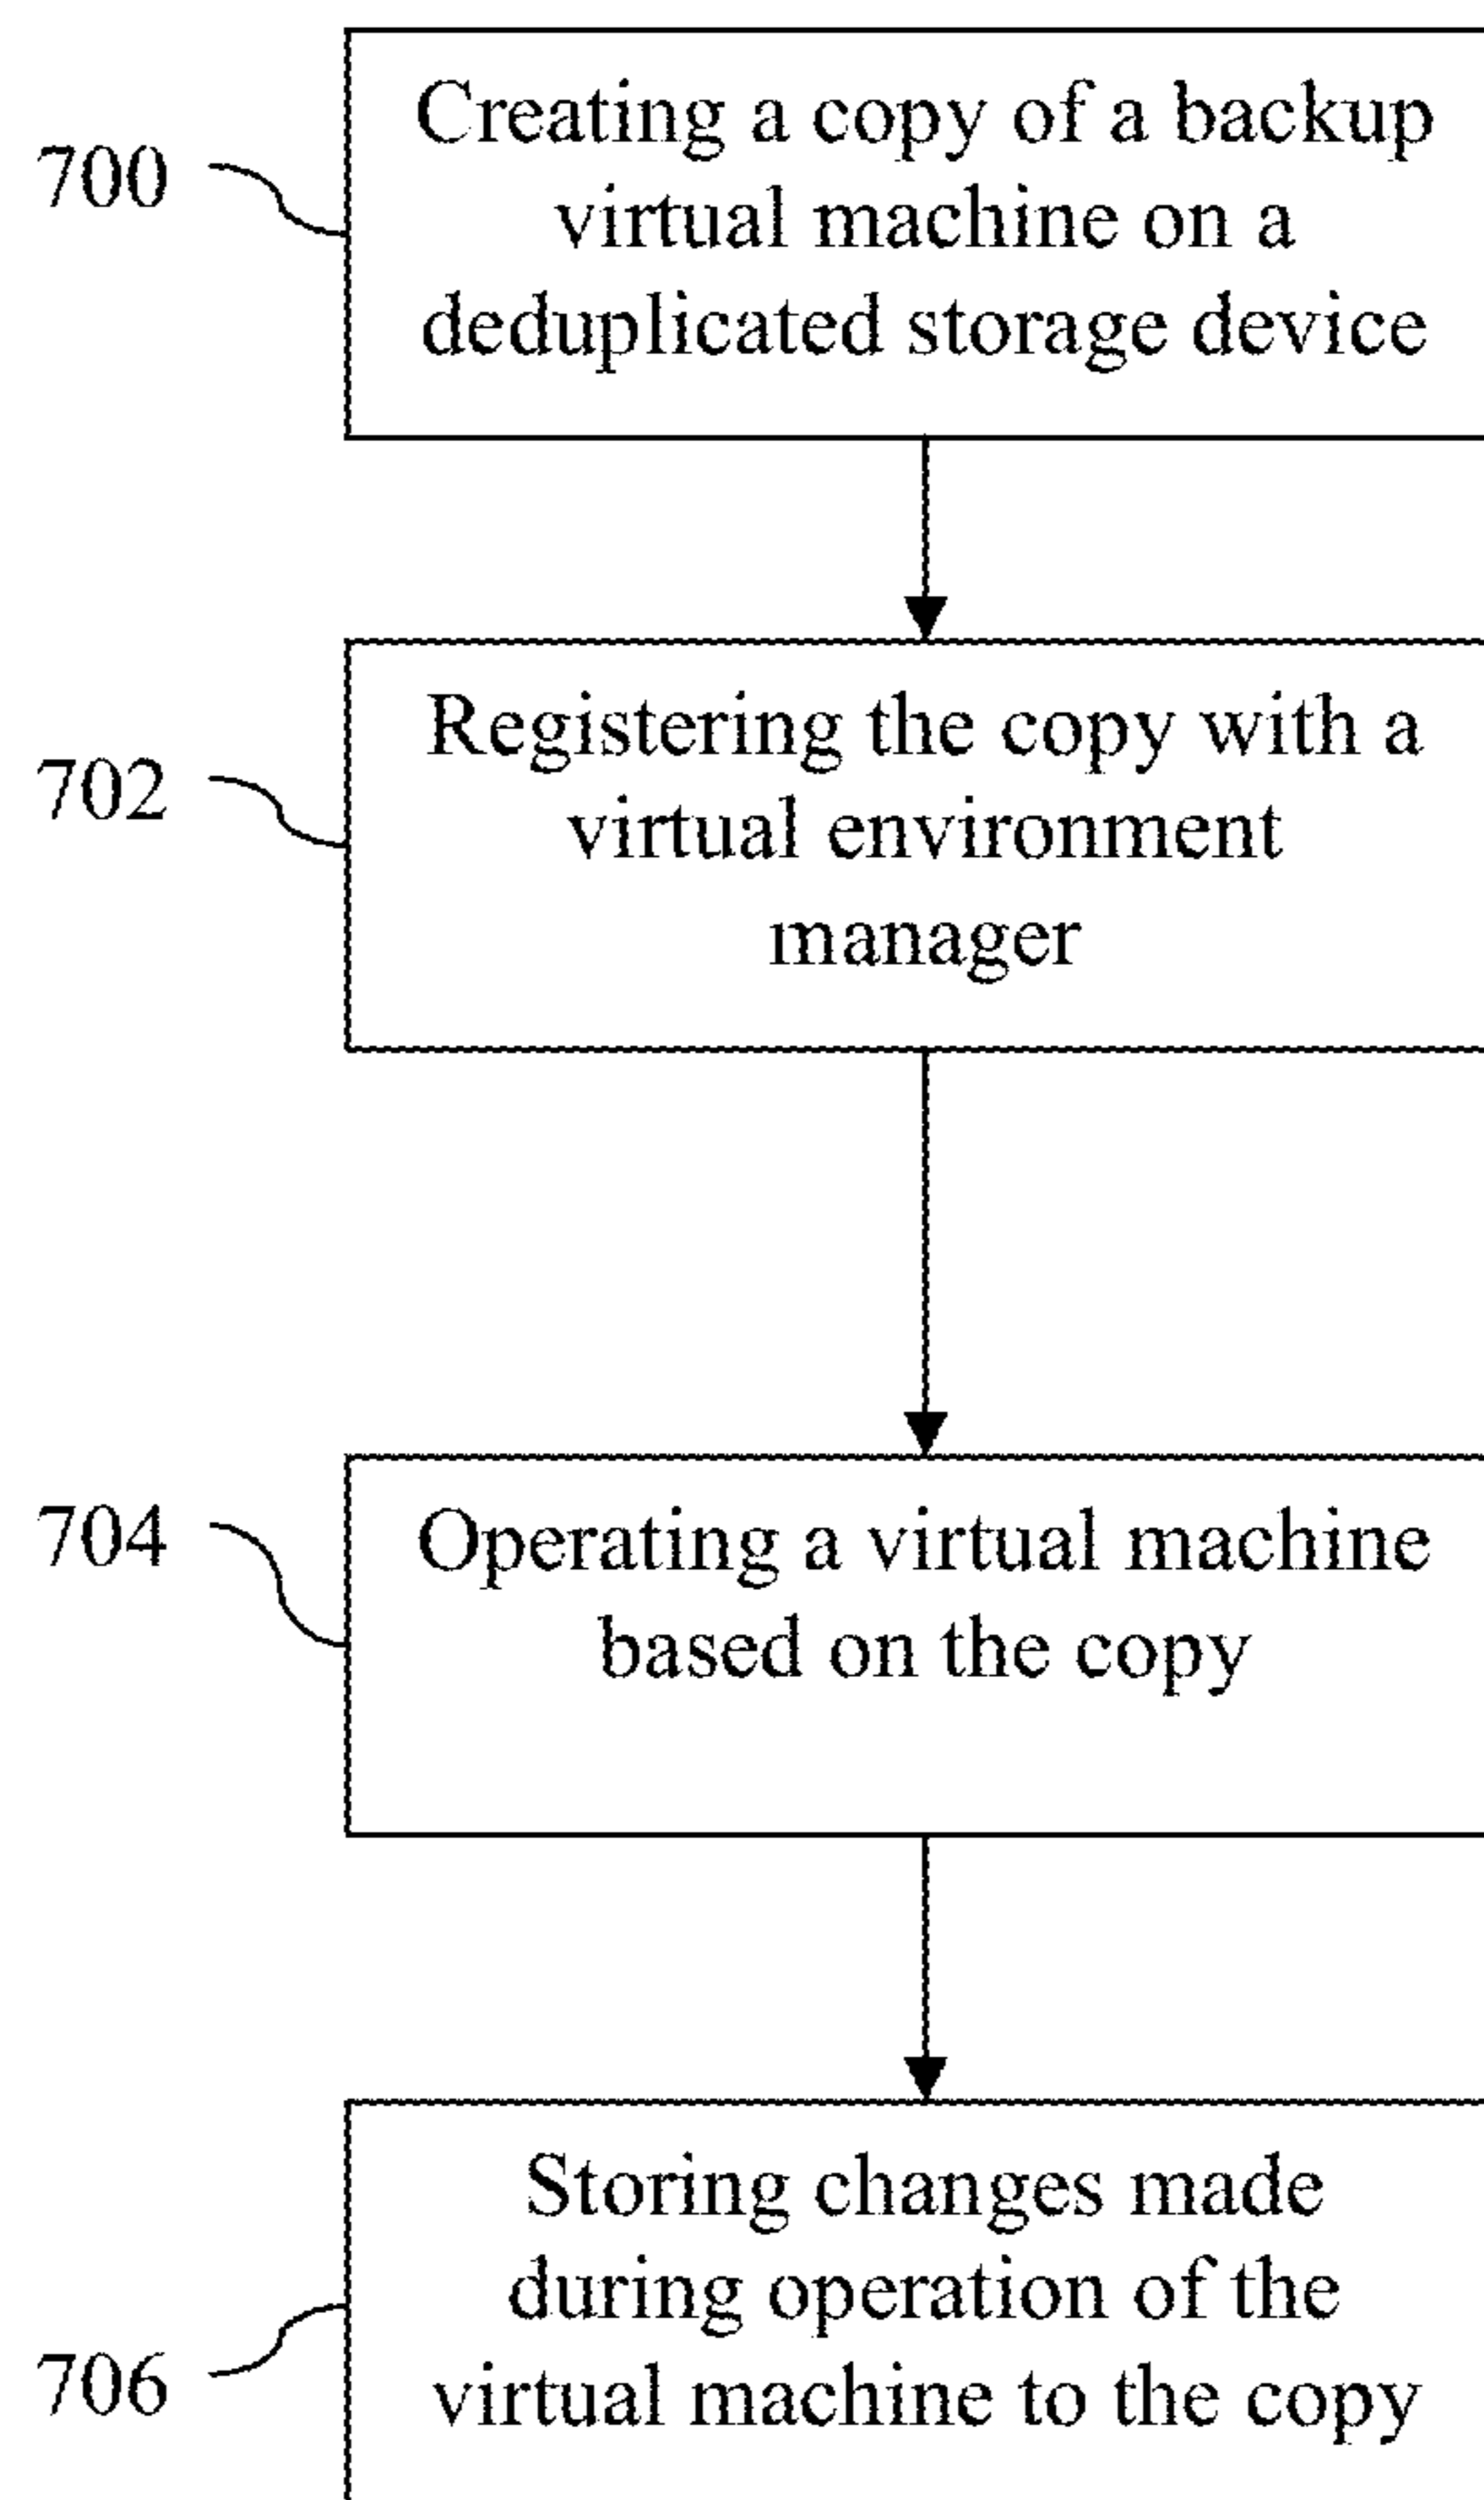 700
Creating a copy of a backup
virtual machine on a
deduplicated storage device
702
Registering the copy with a
virtual environment
manager
704
Operating a virtual machine
based on the copy
706
Storing changes made
during operation of the
virtual machine to the copy